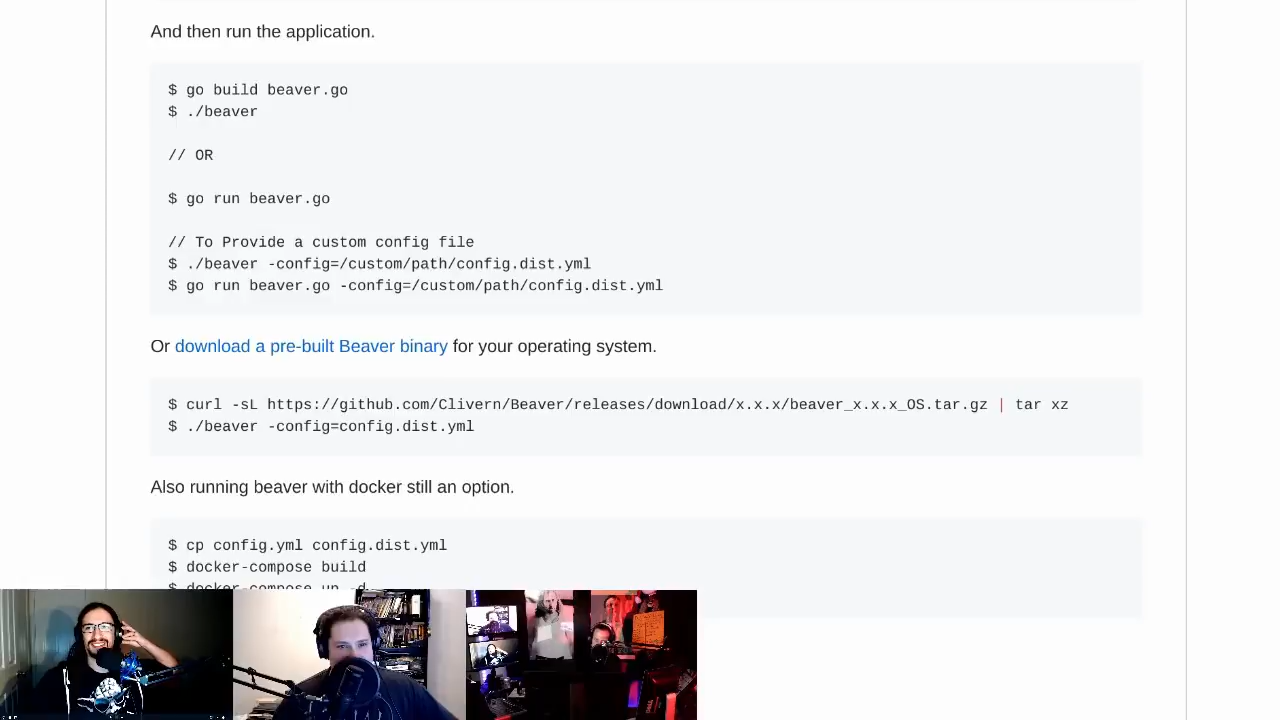 And then run the application.
$ go build beaver.go
$ ./beaver
// OR
$ go run beaver.go
// To Provide a custom config file
$ ./beaver -config=/custom/path/config.dist.yml
$ go run beaver.go -config=/custom/path/config.dist.yml
Or download a pre-built Beaver binary for your operating system.
$ curl -sL https://github.com/Clivern/Beaver/releases/download/x.x.x/beaver_x.x.x_OS.tar.gz | tar xz
$ ./beaver -config=config.dist.yml
Also running beaver with docker still an option.
$ cp config.yml config.dist.yml
$ docker-compose build
$ docker-compose up -d